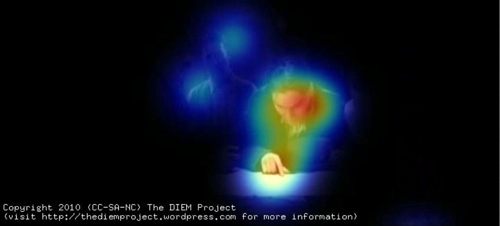 Copyright 2010 (CC-SA-NC) The DIEM Project
(visit http://thediemproject.wordpress.com for more information)